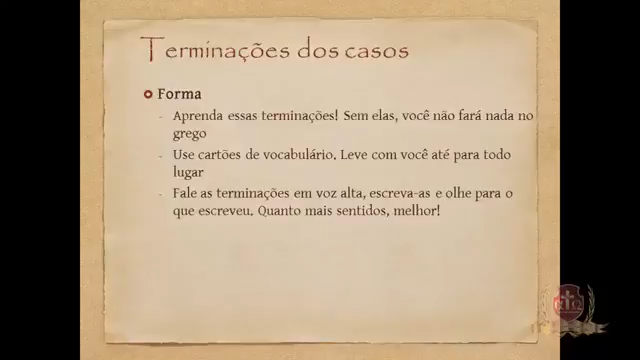 Terminações dos casos
Forma
- Aprenda essas terminações! Sem elas, você não fará nada no
grego
- Use cartões de vocabulário. Leve com você até para todo
lugar
- Fale as terminações em voz alta, escreva-as e olhe para o
que escreveu. Quanto mais sentidos, melhor!